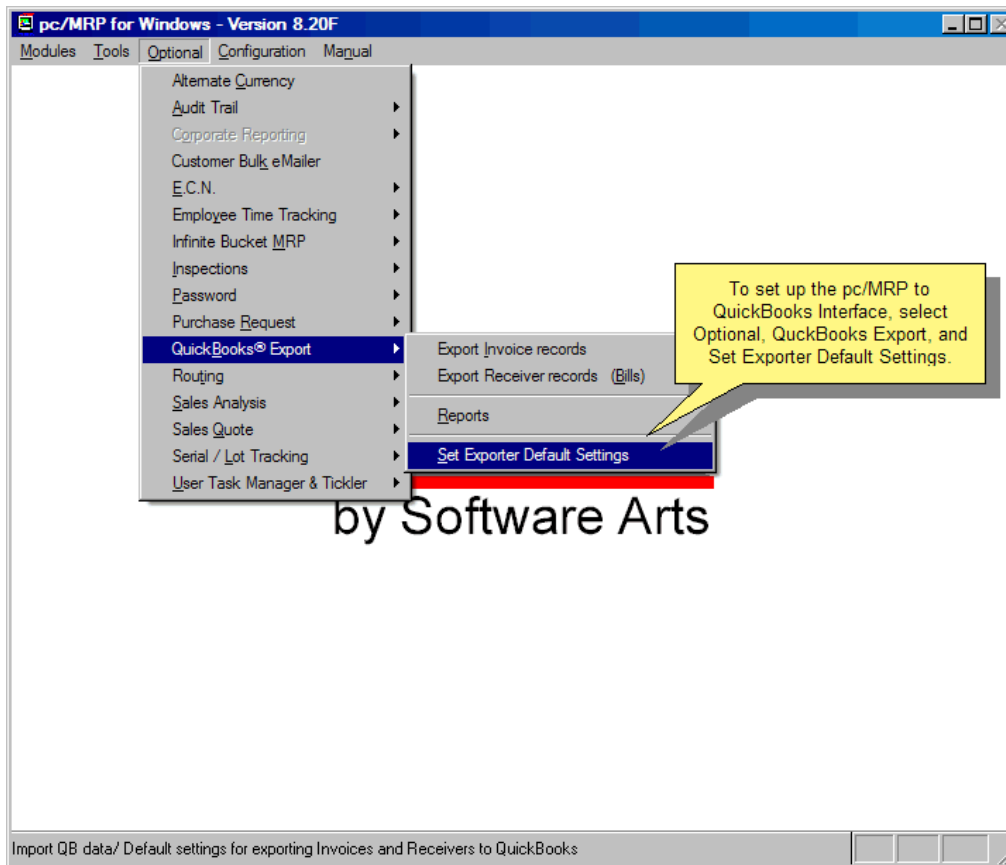 pc/MRP for Windows - Version 8.20F
Modules Tools Optional Configuration Manual
Alternate Currency
Audit Trail
Corporate Reporting
Customer Bulk eMailer
E.C.N.
Employee Time Tracking
Infinite Bucket MRP
Inspections
Password
Purchase Request
QuickBooks® Export
Routing
Sales Analysis
Sales Quote
Serial / Lot Tracking
User Task Manager & Tickler
Export Invoice records
Export Receiver records (Bills)
Reports
Set Exporter Default Settings
To set up the pc/MRP to
QuickBooks Interface, select
Optional, QuckBooks Export, and
Set Exporter Default Settings.
by Software Arts
Import QB data/ Default settings for exporting Invoices and Receivers to QuickBooks